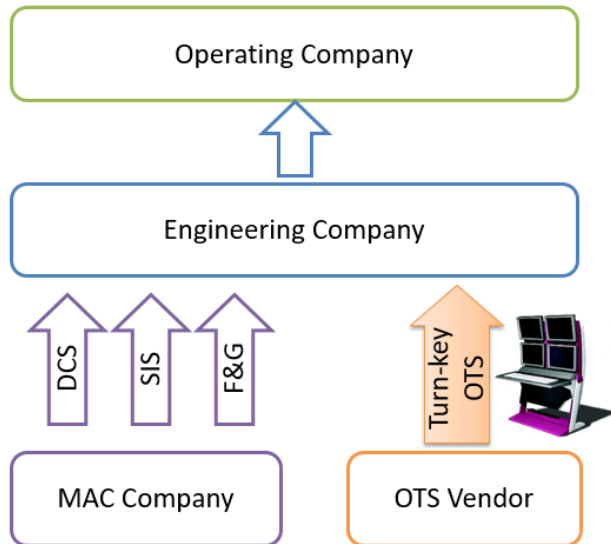 Operating Company
Engineering Company
DCS
SIS
F&G
Turn-key
OTS
MAC Company
OTS Vendor